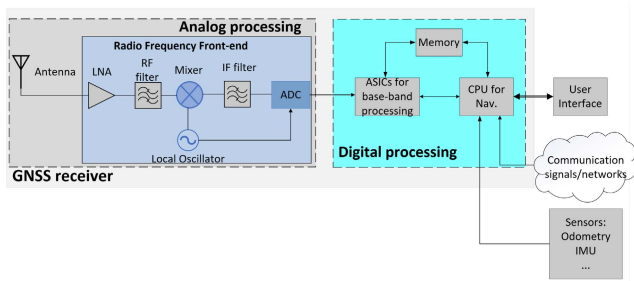 Analog processing
Radio Frequency Front-end
Antenna
LNA
RF
filter
Mixer
IF filter
ADC
Local Oscillator
GNSS receiver
Memory
ASICs for
base-band
processing
CPU for
Nav.
Digital processing
User
Interface
Communication
signals/networks
Sensors:
Odometry
IMU
...